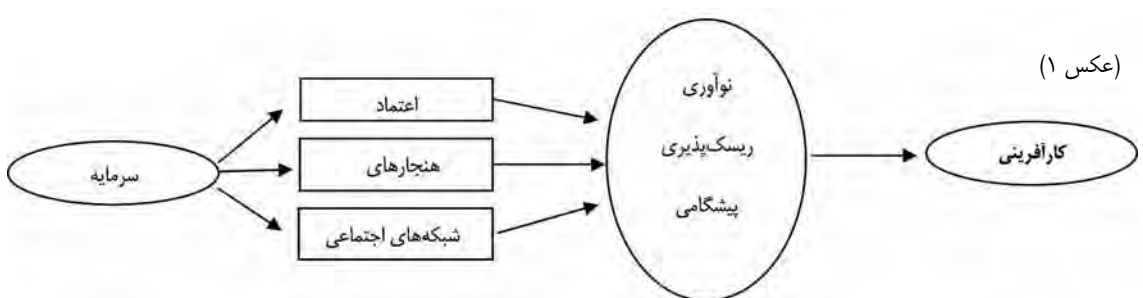 (عکس ۱)
سرمایه
اعتماد
هنجارهای
شبکه‌های اجتماعی
نوآوری
ریسک‌پذیری
پیشگامی
کارآفرینی